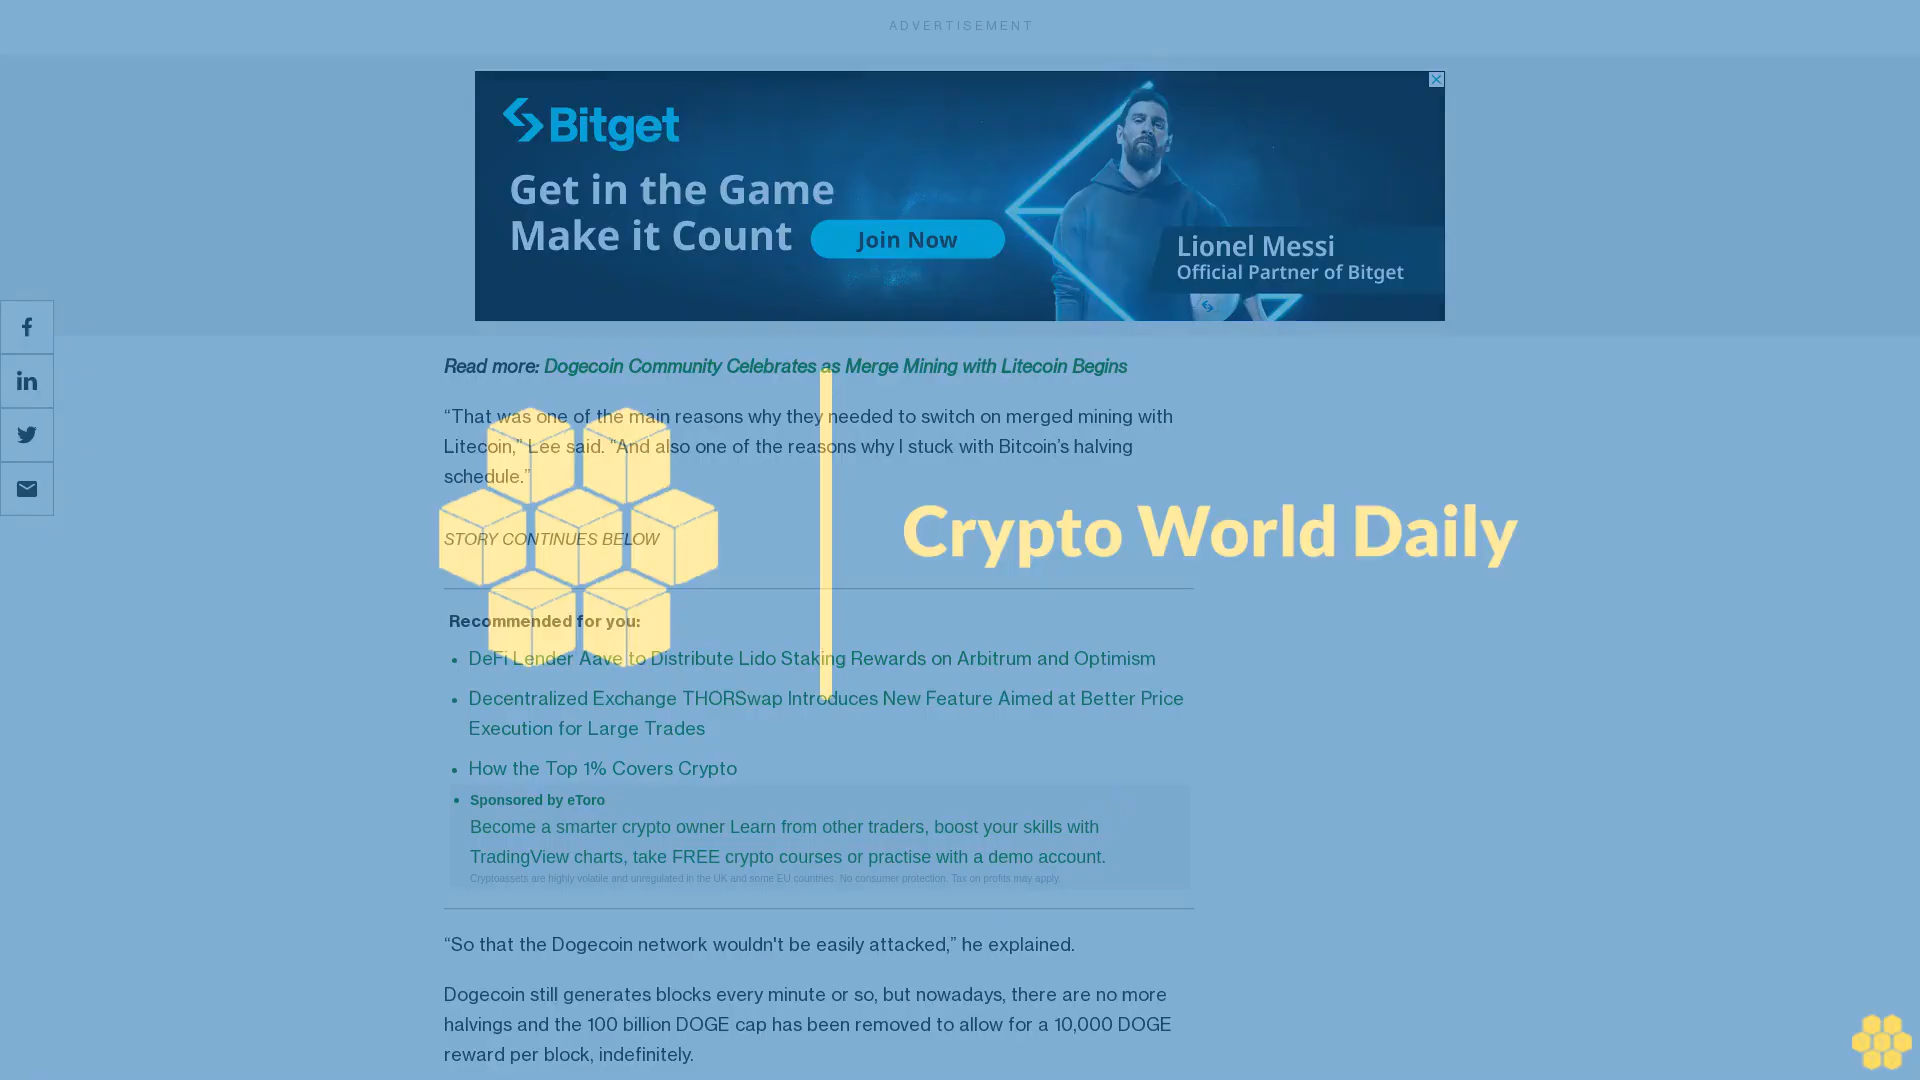 ADVERTISEMENT
Bitget
Get in the Game
Make it Count
Join Now
Lionel Messi
Official Partner of Bitget
Read more: Dogecoin Community Celebrates as Merge Mining with Litecoin Begins
“That was one of the main reasons why they needed to switch on merged mining with
Litecoin,” Lee said. “And also one of the reasons why I stuck with Bitcoin’s halving
schedule.”
Crypto World Daily
STORY CONTINUES BELOW
Recommended for you:
• DeFi Lender Aave to Distribute Lido Staking Rewards on Arbitrum and Optimism
• Decentralized Exchange THORSwap Introduces New Feature Aimed at Better Price
Execution for Large Trades
• How the Top 1% Covers Crypto
• Sponsored by eToro
Become a smarter crypto owner Learn from other traders, boost your skills with
TradingView charts, take FREE crypto courses or practise with a demo account.
Cryptoassets are highly volatile and unregulated in the UK and some EU countries. No consumer protection. Tax on profits may apply.
“So that the Dogecoin network wouldn't be easily attacked,” he explained.
Dogecoin still generates blocks every minute or so, but nowadays, there are no more
halvings and the 100 billion DOGE cap has been removed to allow for a 10,000 DOGE
reward per block, indefinitely.